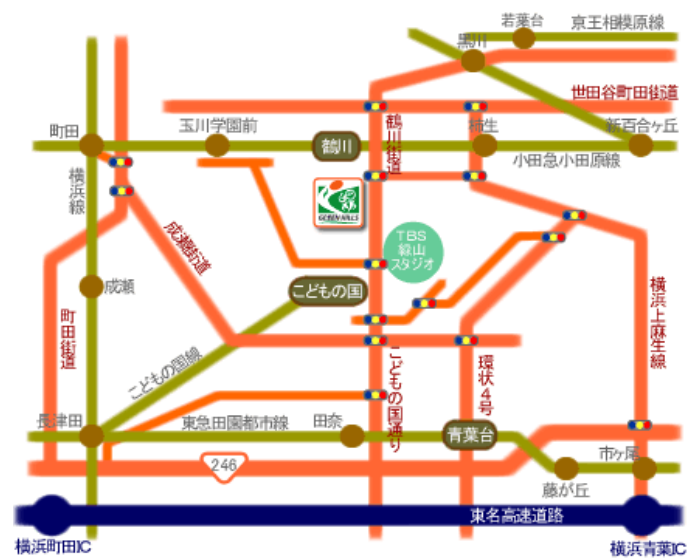 若葉台
京王相模原線
黒川
世田谷町田街道
町田
玉川学園前
鶴川
鶴川街道
柿生
新百合ヶ丘
小田急小田原線
横浜線
GREEN HILLS
TBS
緑山
スタジオ
成瀬街道
成瀬
こどもの国
町田街道
こどもの国線
横浜上麻生線
こどもの国通り
環状4号
長津田
東急田園都市線
田奈
青葉台
市ヶ尾
246
藤が丘
東名高速道路
横浜町田IC
横浜青葉IC